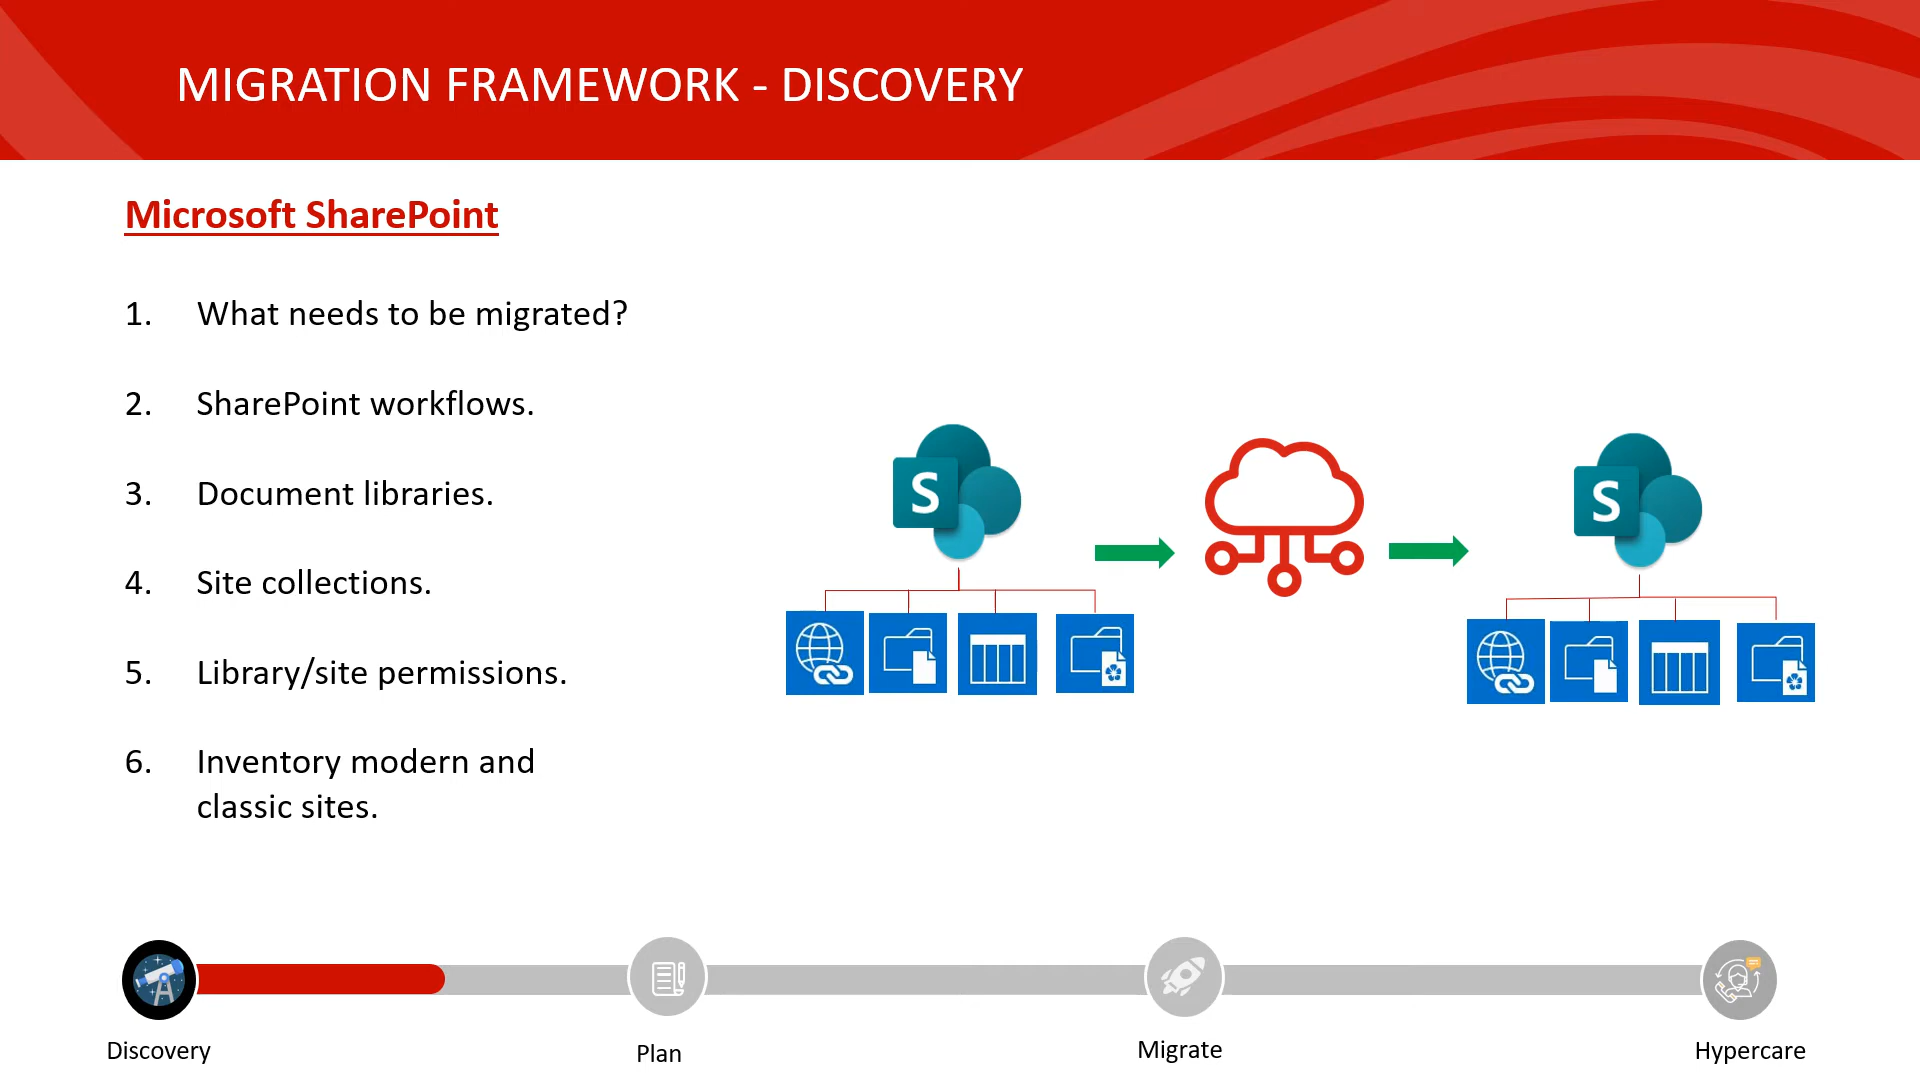 MIGRATION FRAMEWORK - DISCOVERY
Microsoft SharePoint
1. What needs to be migrated?
2. SharePoint workflows.
3. Document libraries.
4. Site collections.
5. Library/site permissions.
6. Inventory modern and
classic sites.
S
S
Discovery
Plan
Migrate
Hypercare